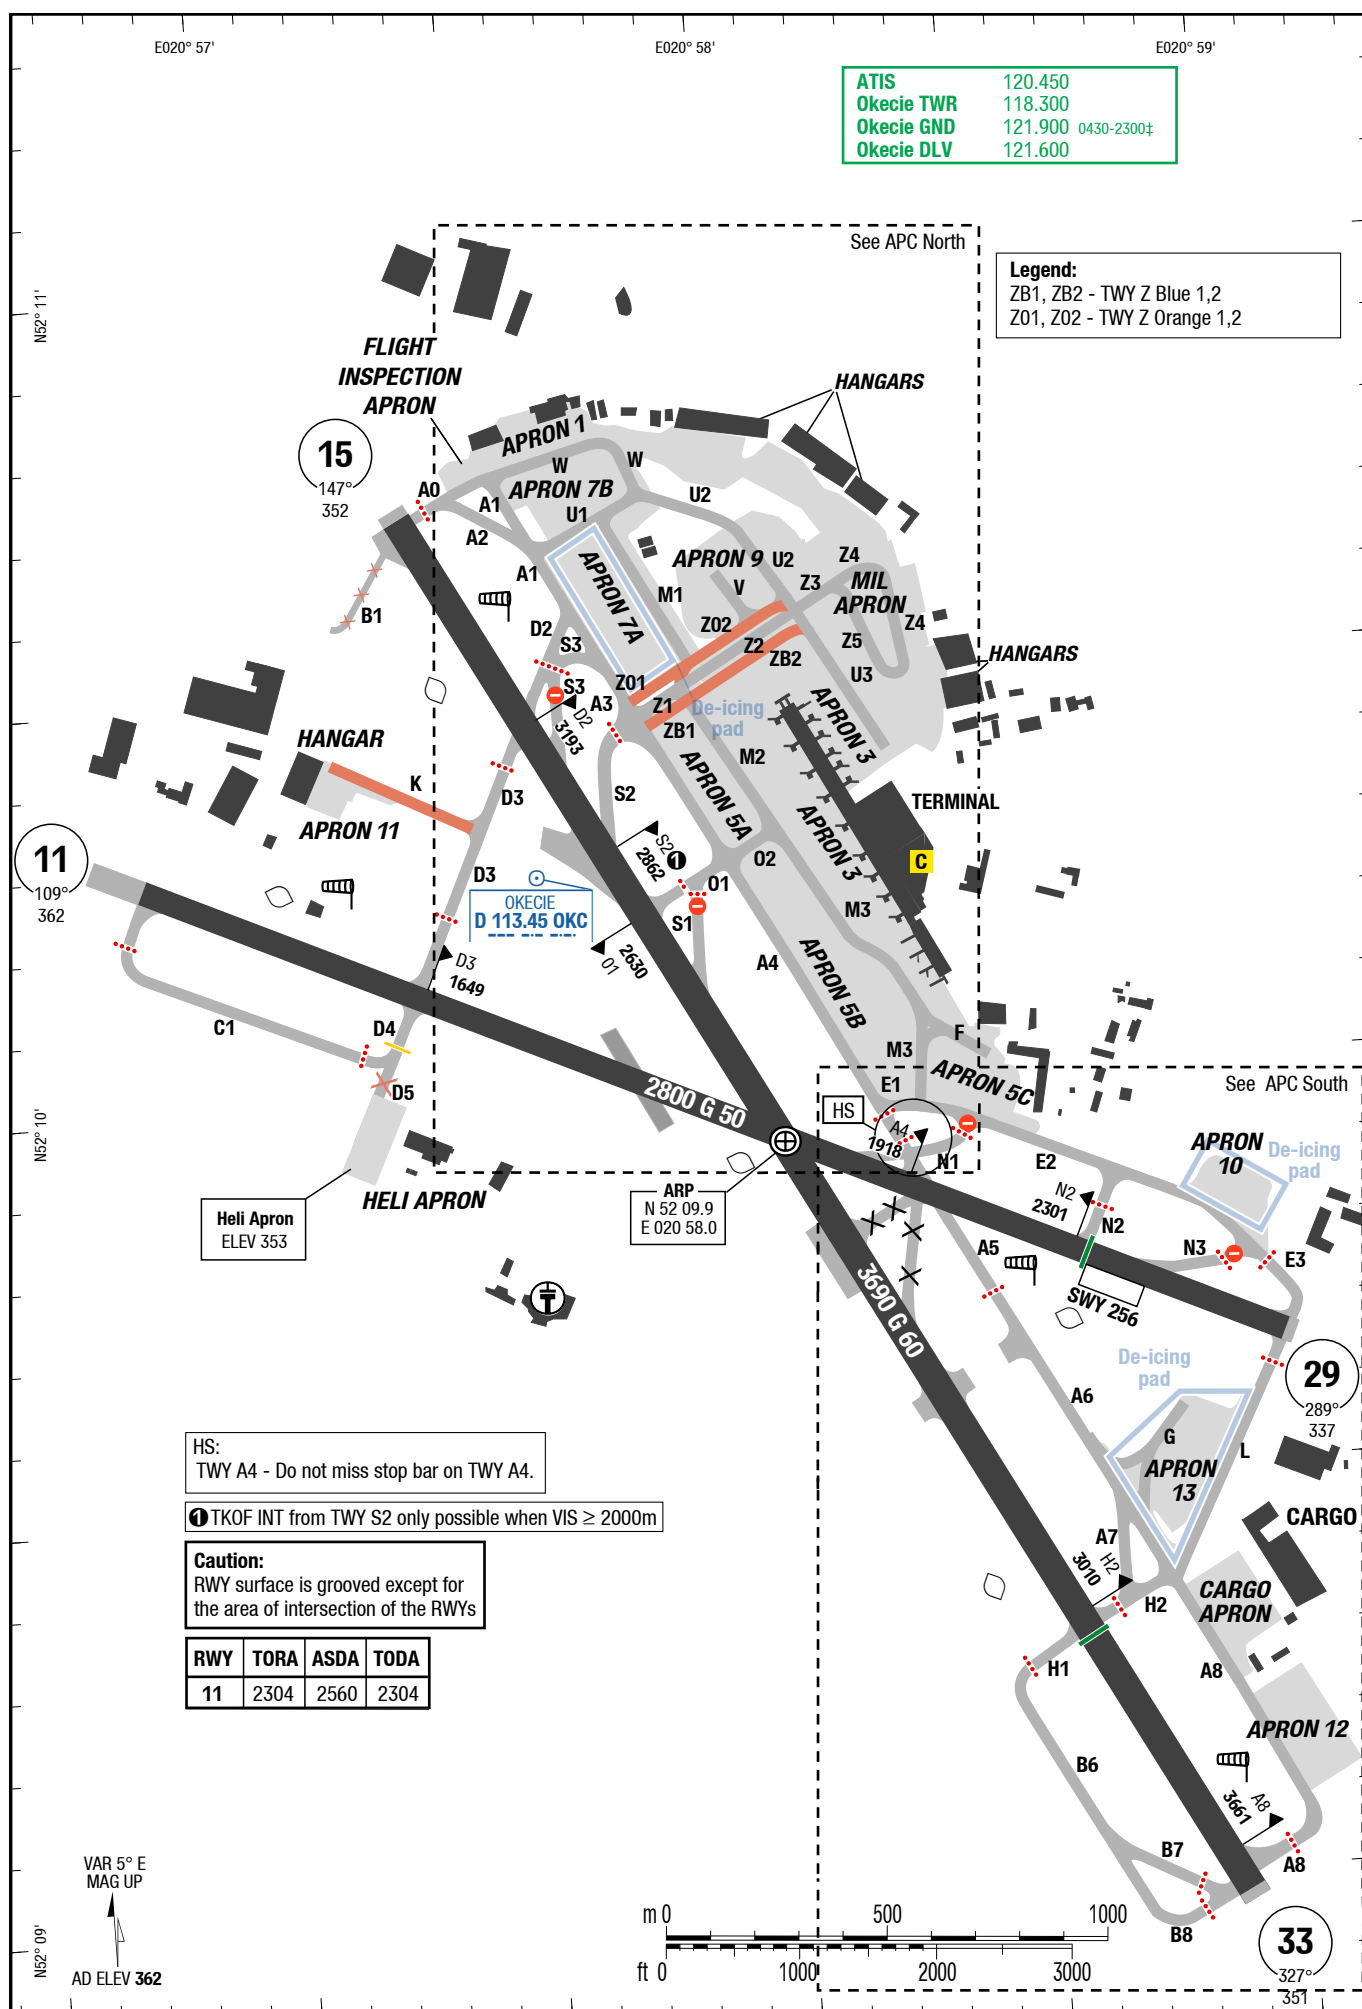 E020° 57'
E020° 58'
E020° 59'
ATIS 120.450
Okecie TWR 118.300
Okecie GND 121.900 0430-2300‡
Okecie DLV 121.600
See APC North
Legend:
ZB1, ZB2 - TWY Z Blue 1,2
Z01, Z02 - TWY Z Orange 1,2
N52° 11'
FLIGHT
INSPECTION
APRON
HANGARS
15
147°
352
APRON 1
W
W
A0
A1
APRON 7B
U2
U1
A2
APRON 9
U2
Z4
A1
APRON 7A
M1
V
Z3
MIL
APRON
B1
Z02
Z4
D2
S3
Z2
Z5
HANGARS
ZB2
U3
S3
Z01
A3
Z1
De-icing
pad
D2
3193
ZB1
APRON 3
HANGAR
M2
K
D3
S2
APRON 5A
TERMINAL
APRON 11
APRON 3
11
109°
362
S2
2862
1
O2
C
D3
O1
OKECIE
D 113.45 OKC
S1
M3
O1
2630
D3
1649
A4
APRON 5B
C1
D4
F
M3
D5
E1
APRON 5C
See APC South
2800 G 50
HS
A4
1918
N1
N52° 10'
APRON
10
De-icing
pad
E2
HELI APRON
ARP
N 52 09.9
E 020 58.0
Heli Apron
ELEV 353
N2
2301
N2
N3
E3
A5
SWY 256
3690 G 60
De-icing
pad
29
289°
337
A6
G
L
APRON
13
HS:
TWY A4 - Do not miss stop bar on TWY A4.
1 TKOF INT from TWY S2 only possible when VIS ≥ 2000m
CARGO
A7
H2
3010
Caution:
RWY surface is grooved except for
the area of intersection of the RWYs
H2
CARGO
APRON
RWY TORA ASDA TODA
11 2304 2560 2304
H1
A8
APRON 12
B6
A8
3661
B7
A8
VAR 5° E
MAG UP
B8
m 0 500 1000
ft 0 1000 2000 3000
33
327°
351
N52° 09'
AD ELEV 362